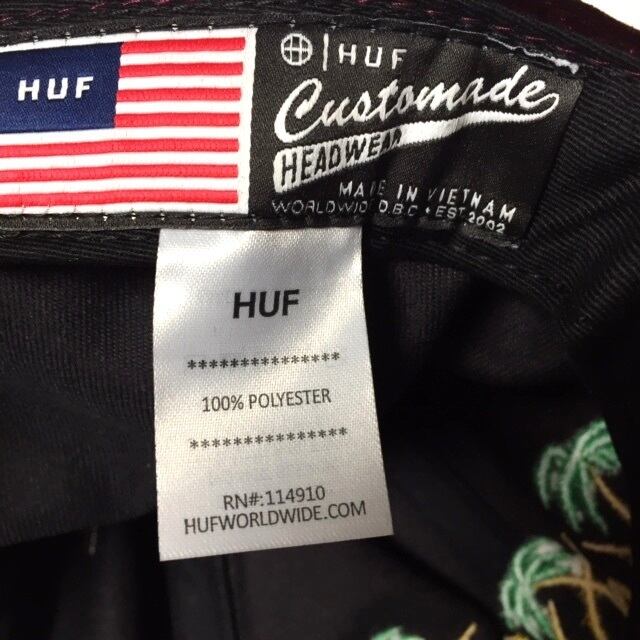 HUF
HUF
Customade
HEADWEAR
MADE IN VIETNAM
WORLDWIDE D.B.C • EST 2002
HUF
***************
100% POLYESTER
***************
RN#:114910
HUFWORLDWIDE.COM